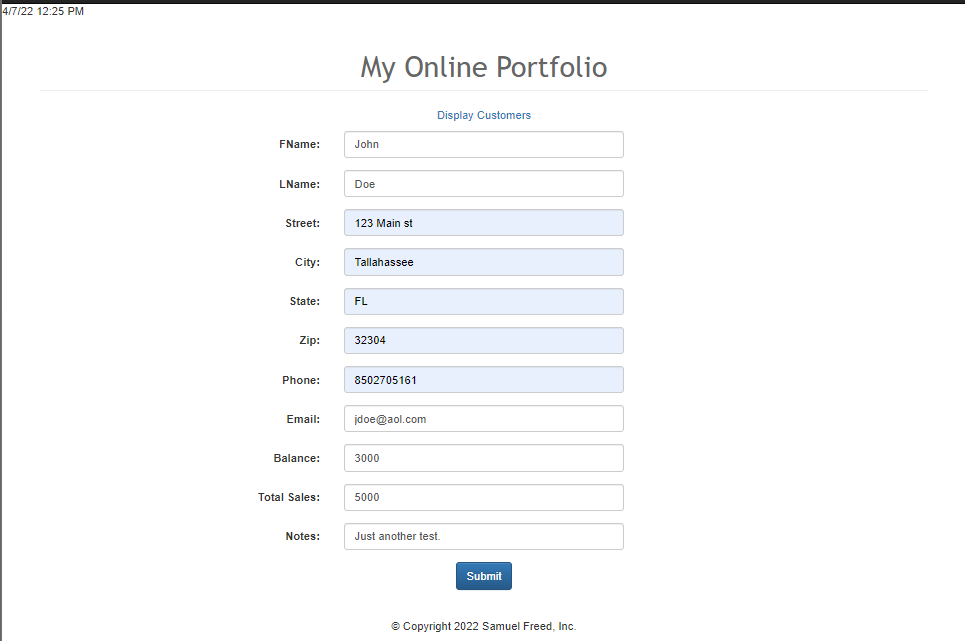 4/7/22 12:25 PM
My Online Portfolio
Display Customers
FName: John
LName: Doe
Street: 123 Main st
City: Tallahassee
State: FL
Zip: 32304
Phone: 8502705161
Email: jdoe@aol.com
Balance: 3000
Total Sales: 5000
Notes: Just another test.
Submit
© Copyright 2022 Samuel Freed, Inc.